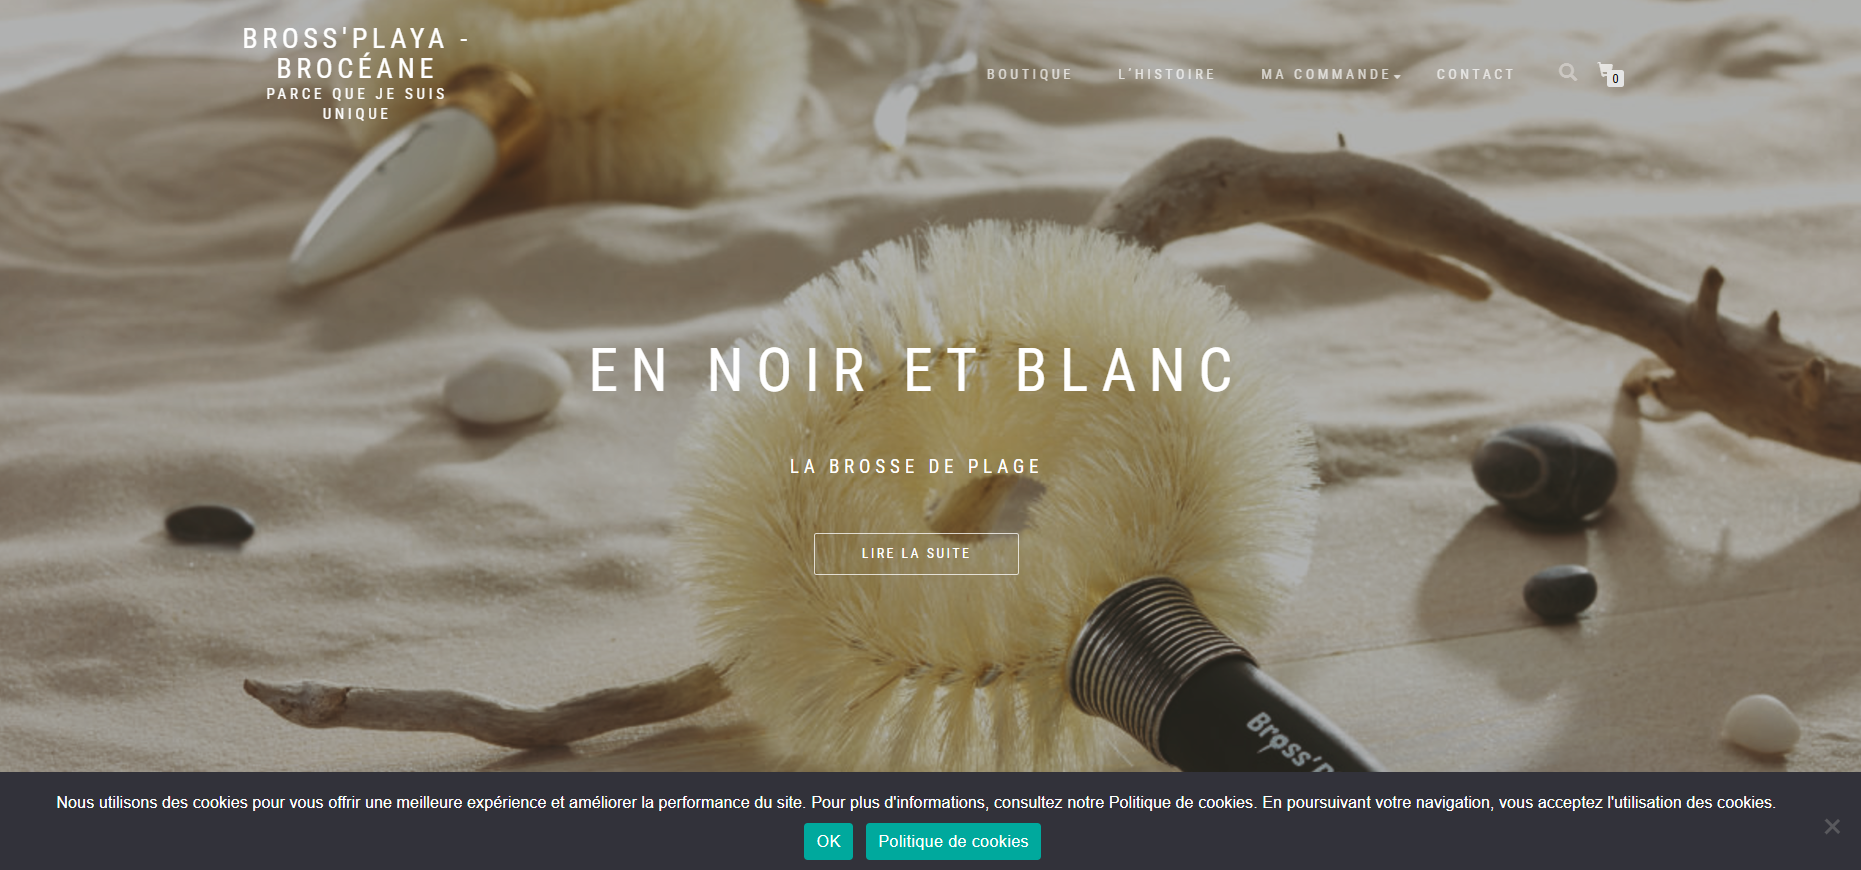 BROSS'PLAYA -
BROCÉANE
PARCE QUE JE SUIS
UNIQUE
BOUTIQUE L'HISTOIRE MA COMMANDE CONTACT 0
EN NOIR ET BLANC
LA BROSSE DE PLAGE
LIRE LA SUITE
Nous utilisons des cookies pour vous offrir une meilleure expérience et améliorer la performance du site. Pour plus d'informations, consultez notre Politique de cookies. En poursuivant votre navigation, vous acceptez l'utilisation des cookies.
OK Politique de cookies